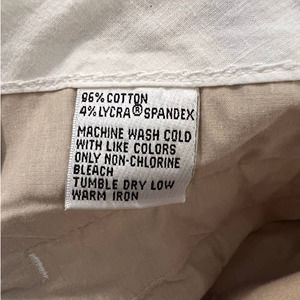 96% COTTON
4% LYCRA® SPANDEX
MACHINE WASH COLD
WITH LIKE COLORS
ONLY NON-CHLORINE
BLEACH
TUMBLE DRY LOW
WARM IRON